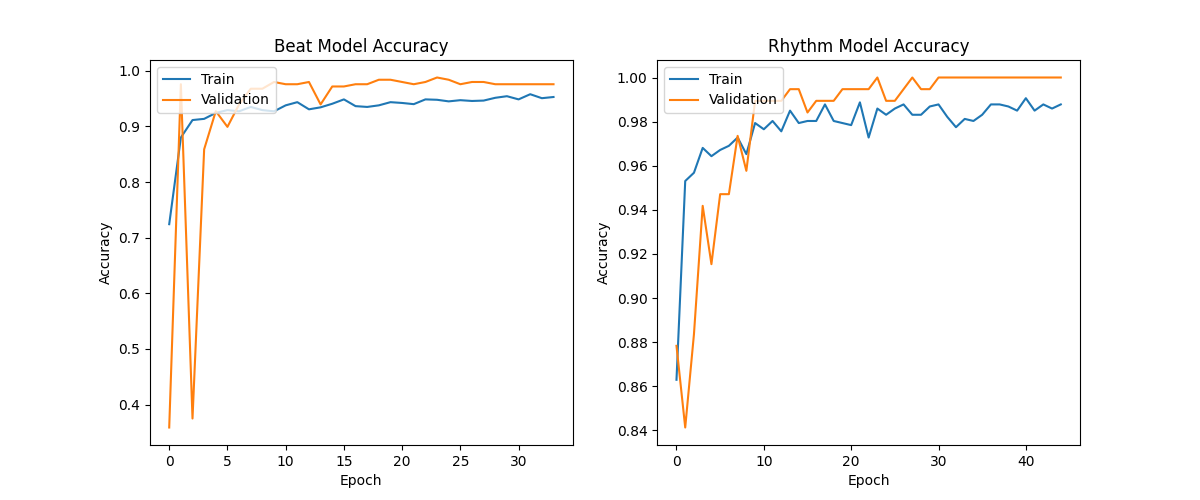 Beat Model Accuracy
Train
Validation
1.0
0.9
0.8
0.7
0.6
0.5
0.4
Accuracy
0 5 10 15 20 25 30
Epoch
Rhythm Model Accuracy
Train
Validation
1.00
0.98
0.96
0.94
0.92
0.90
0.88
0.86
0.84
Accuracy
0 10 20 30 40
Epoch